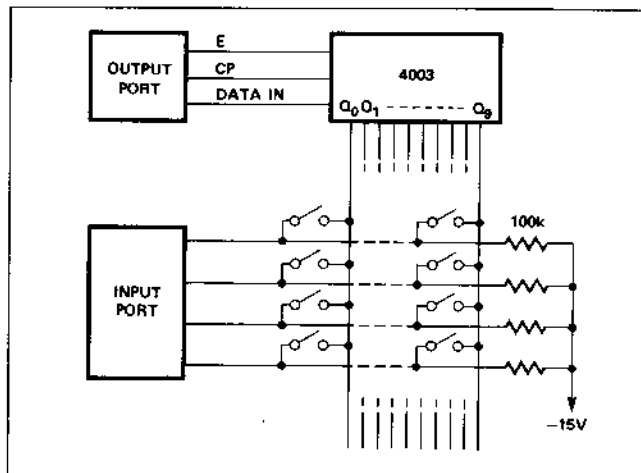 OUTPUT
PORT
E
CP
DATA IN
4003
Q0 Q1 Q9
INPUT
PORT
100k
−15V